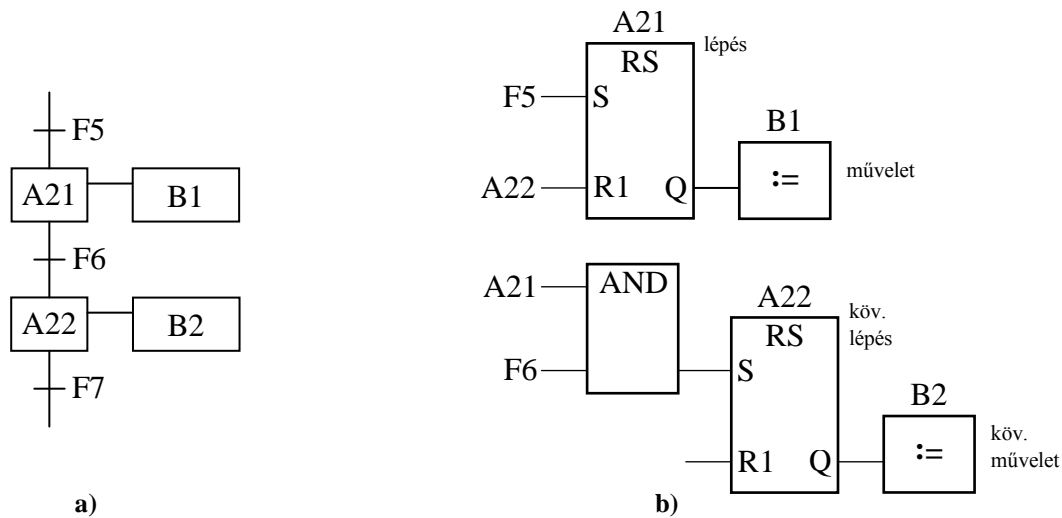 F5
A21
B1
F6
A22
B2
F7
a)
A21
lépés
RS
F5
S
B1
:=
művelet
A22
R1
Q
A21
AND
F6
A22
köv.
lépés
RS
S
B2
:=
köv.
művelet
R1
Q
b)